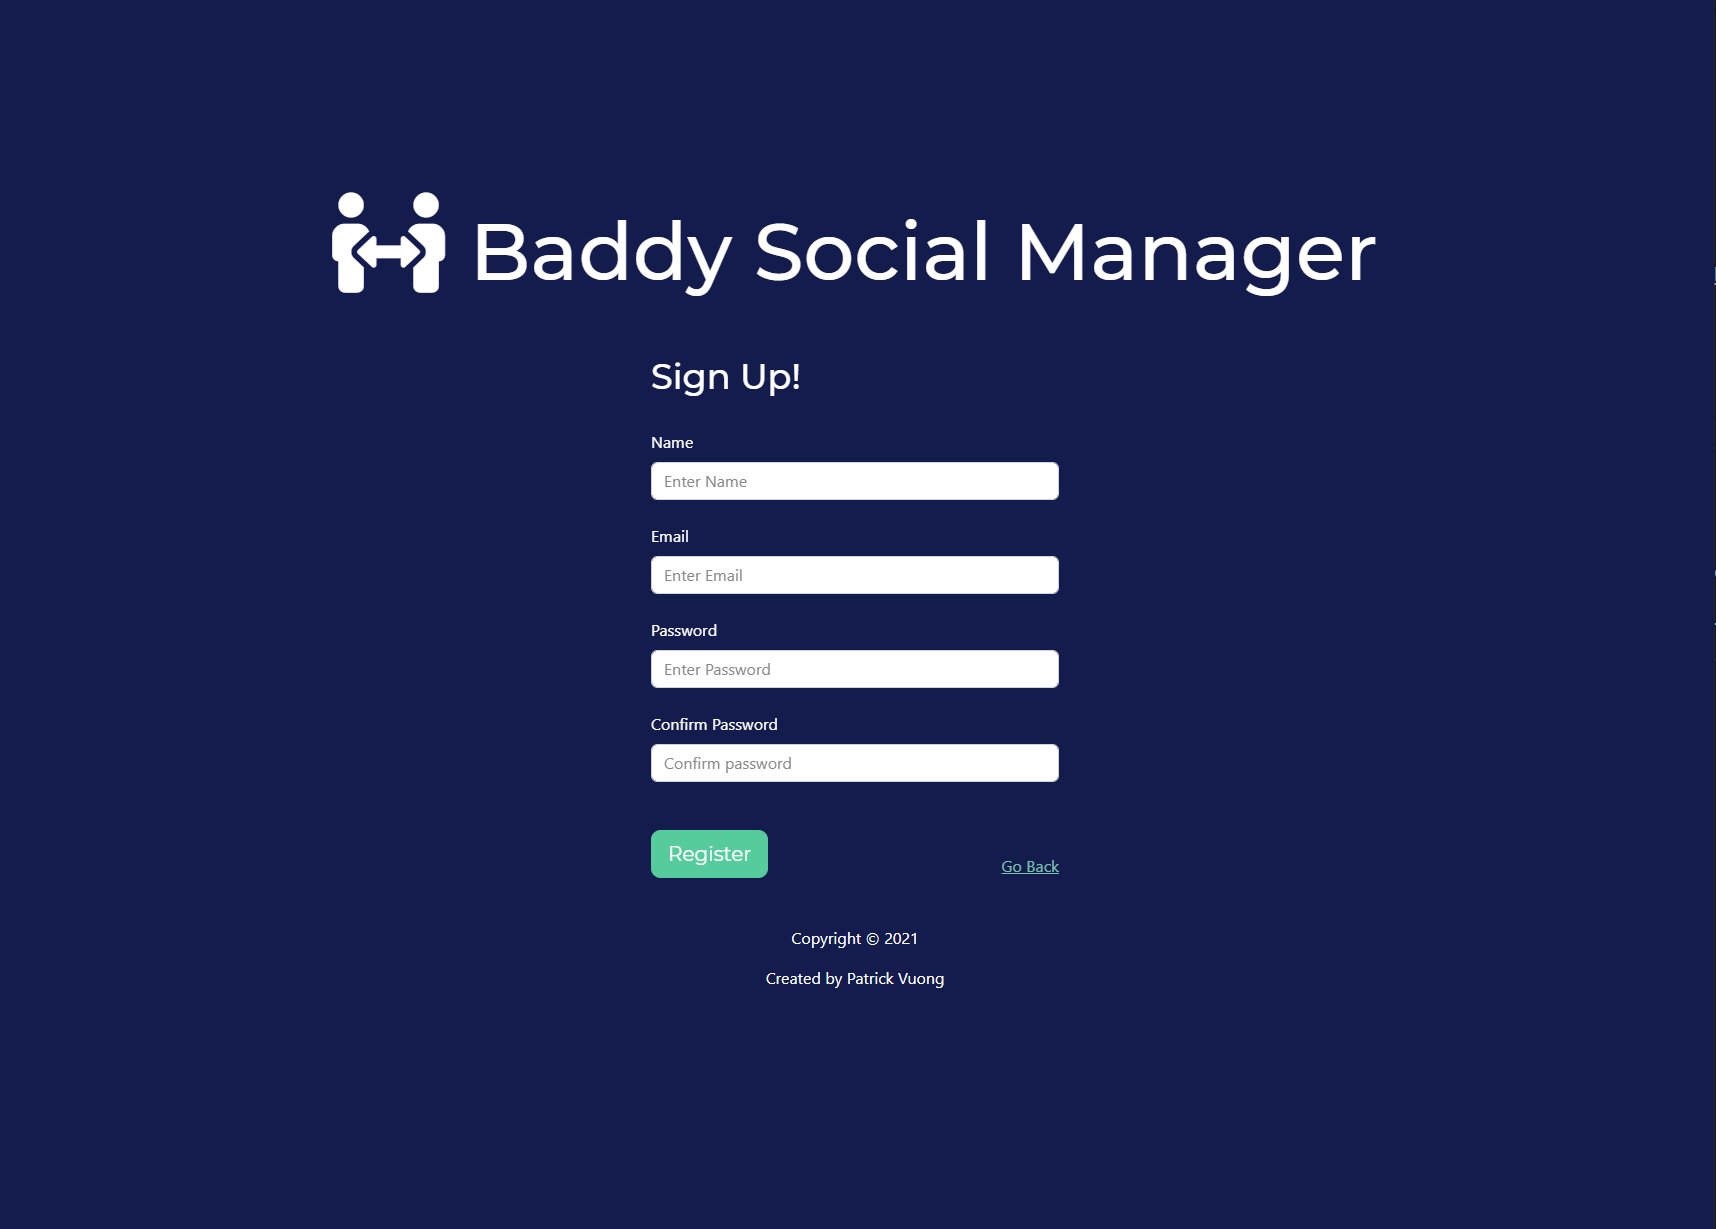 Baddy Social Manager
Sign Up!
Name
Enter Name
Email
Enter Email
Password
Enter Password
Confirm Password
Confirm password
Register
Go Back
Copyright © 2021
Created by Patrick Vuong